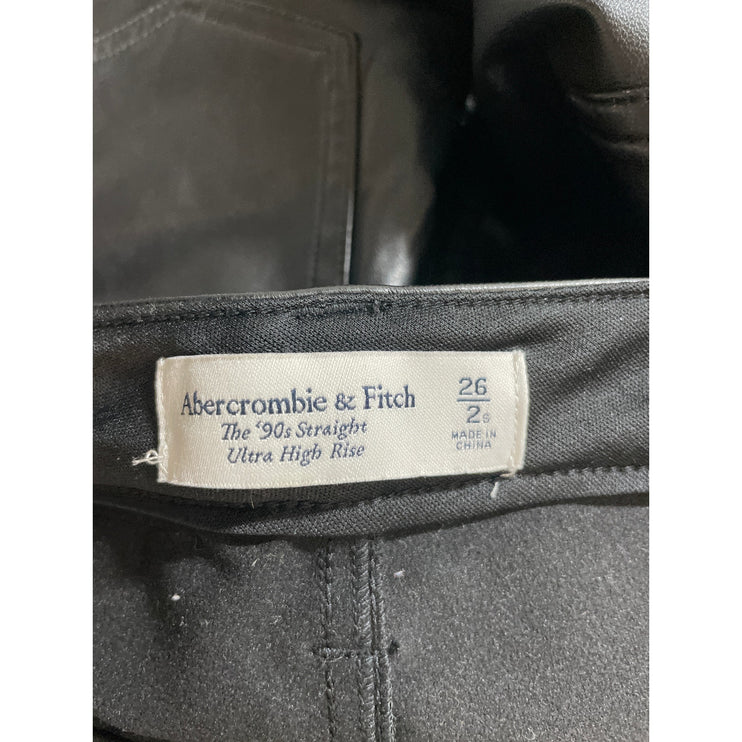 Abercrombie & Fitch
The '90s Straight
Ultra High Rise
26
2s
MADE IN
CHINA